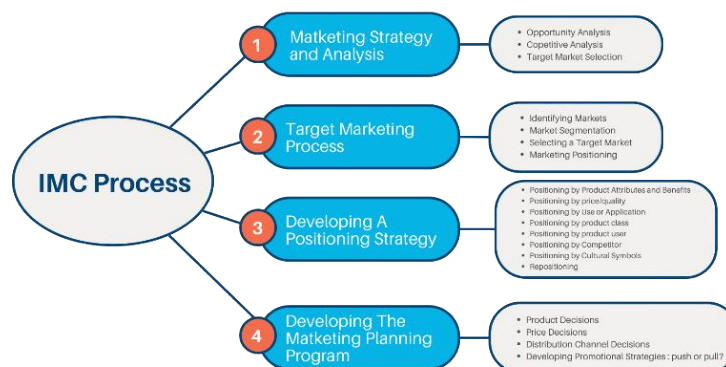 IMC Process
1
Matketing Strategy
and Analysis
• Opportunity Analysis
• Copetitive Analysis
• Target Market Selection
2
Target Marketing
Process
• Identifying Markets
• Market Segmentation
• Selecting a Target Market
• Marketing Positioning
3
Developing A
Positioning Strategy
• Positioning by Product Attributes and Benefits
• Positioning by price/quality
• Positioning by Use or Application
• Positioning by product class
• Positioning by product user
• Positioning by Competitor
• Positioning by Cultural Symbols
• Repositioning
4
Developing The
Matketing Planning
Program
• Product Decisions
• Price Decisions
• Distribution Channel Decisions
• Developing Promotional Strategies : push or pull?